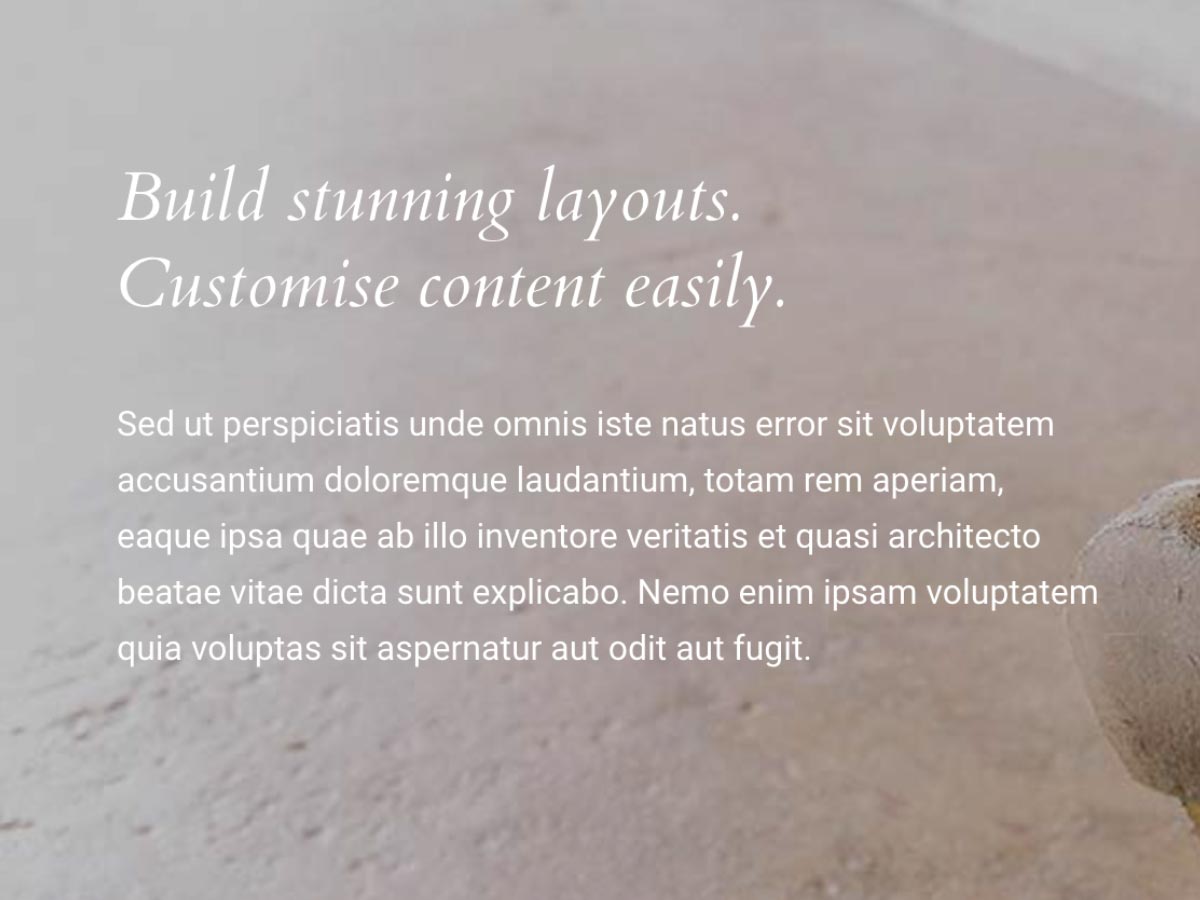 Build stunning layouts.
Customise content easily.
Sed ut perspiciatis unde omnis iste natus error sit voluptatem
accusantium doloremque laudantium, totam rem aperiam,
eaque ipsa quae ab illo inventore veritatis et quasi architecto
beatae vitae dicta sunt explicabo. Nemo enim ipsam voluptatem
quia voluptas sit aspernatur aut odit aut fugit.